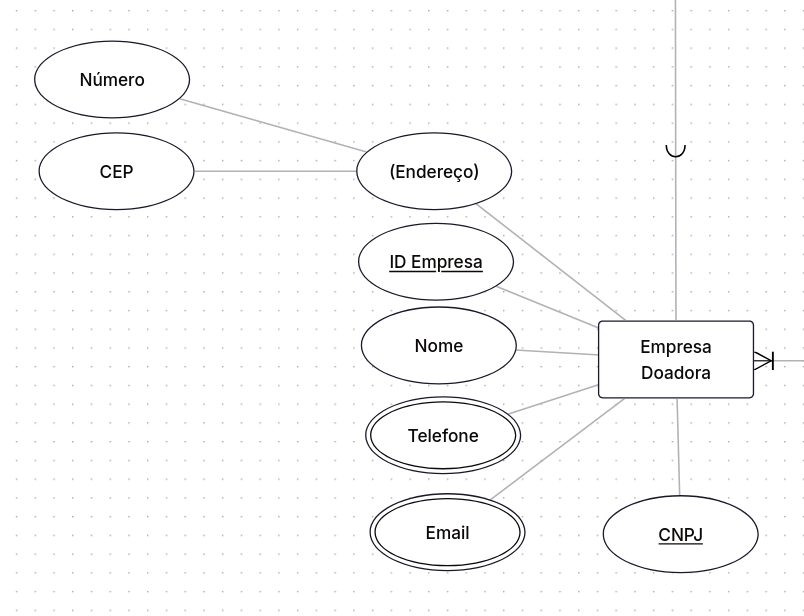 Número
CEP
(Endereço)
ID Empresa
Nome
Empresa
Doadora
Telefone
Email
CNPJ